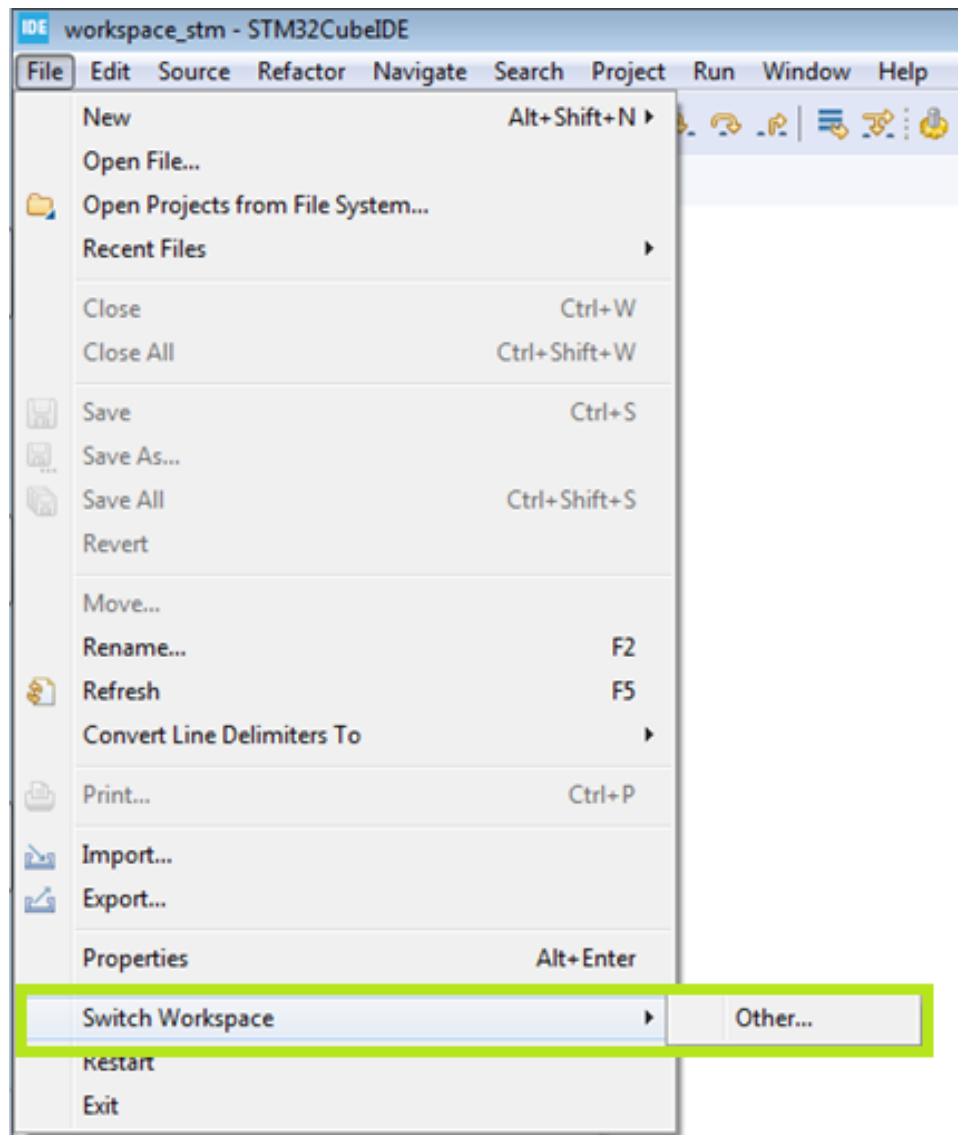 IDE workspace_stm - STM32CubeIDE
File Edit Source Refactor Navigate Search Project Run Window Help
New Alt+Shift+N
Open File...
Open Projects from File System...
Recent Files
Close Ctrl+W
Close All Ctrl+Shift+W
Save Ctrl+S
Save As...
Save All Ctrl+Shift+S
Revert
Move...
Rename... F2
Refresh F5
Convert Line Delimiters To
Print... Ctrl+P
Import...
Export...
Properties Alt+Enter
Switch Workspace Other...
Restart
Exit